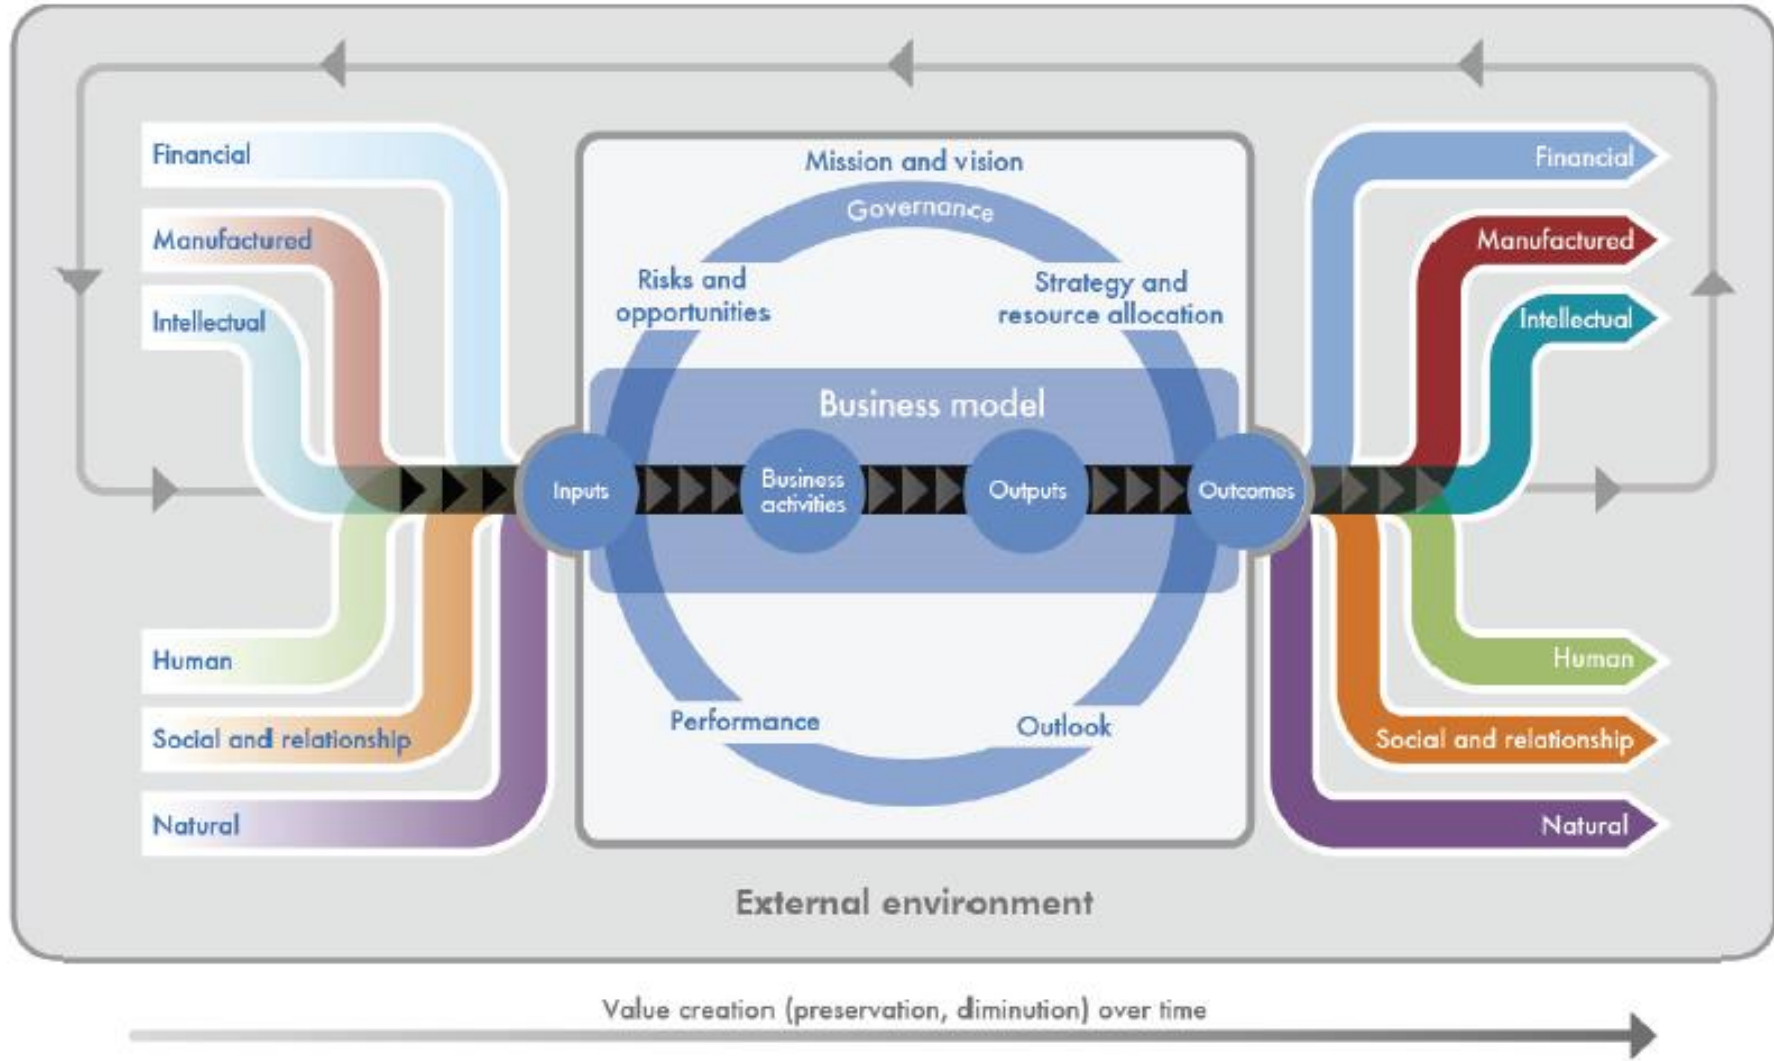 Financial
Manufactured
Intellectual
Human
Social and relationship
Natural
Mission and vision
Governance
Risks and
opportunities
Strategy and
resource allocation
Business model
Inputs
Business
activities
Outputs
Outcomes
Performance
Outlook
Financial
Manufactured
Intellectual
Human
Social and relationship
Natural
External environment
Value creation (preservation, diminution) over time